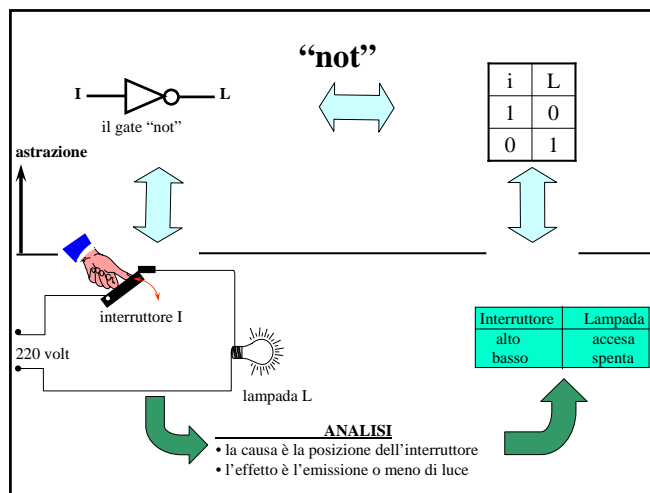 “not”
I
L
il gate “not”
i L
1 0
0 1
astrazione
interruttore I
220 volt
lampada L
Interruttore Lampada
alto accesa
basso spenta
ANALISI
• la causa è la posizione dell’interruttore
• l’effetto è l’emissione o meno di luce